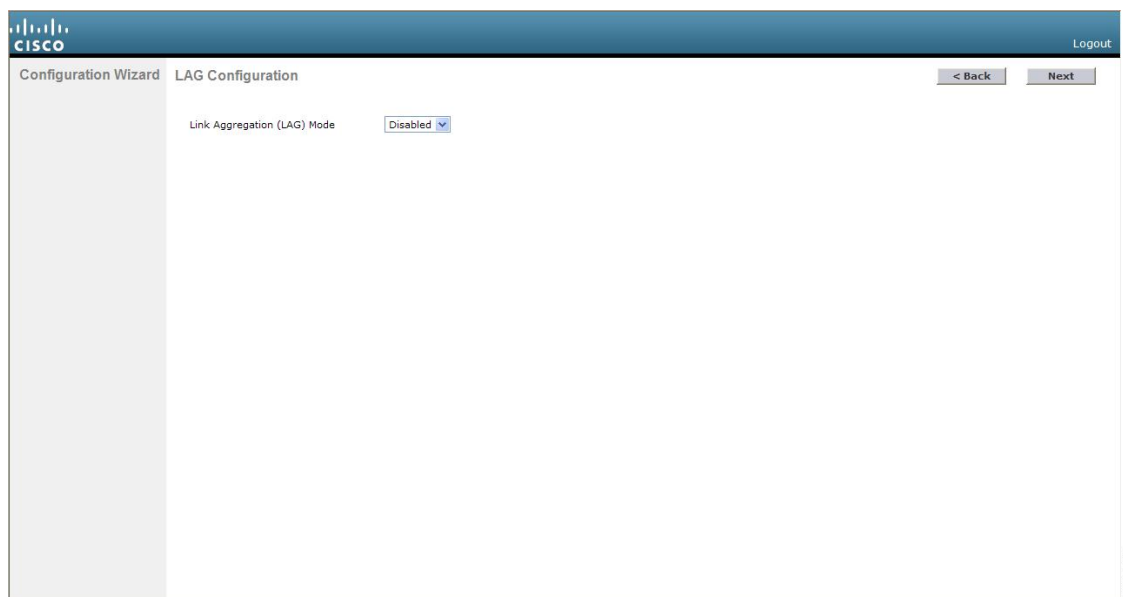 CISCO
Logout
Configuration Wizard
LAG Configuration
< Back
Next
Link Aggregation (LAG) Mode
Disabled